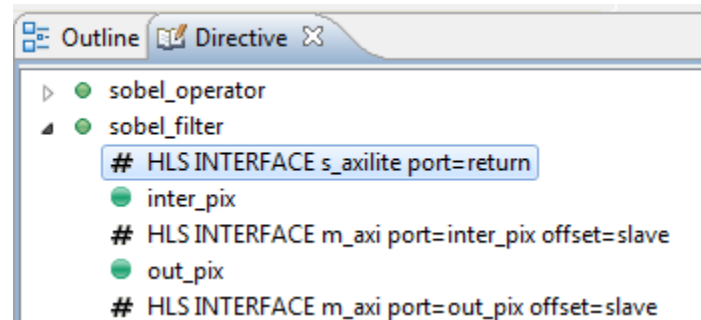 Outline Directive
sobel_operator
sobel_filter
# HLS INTERFACE s_axilite port=return
inter_pix
# HLS INTERFACE m_axi port=inter_pix offset=slave
out_pix
# HLS INTERFACE m_axi port=out_pix offset=slave